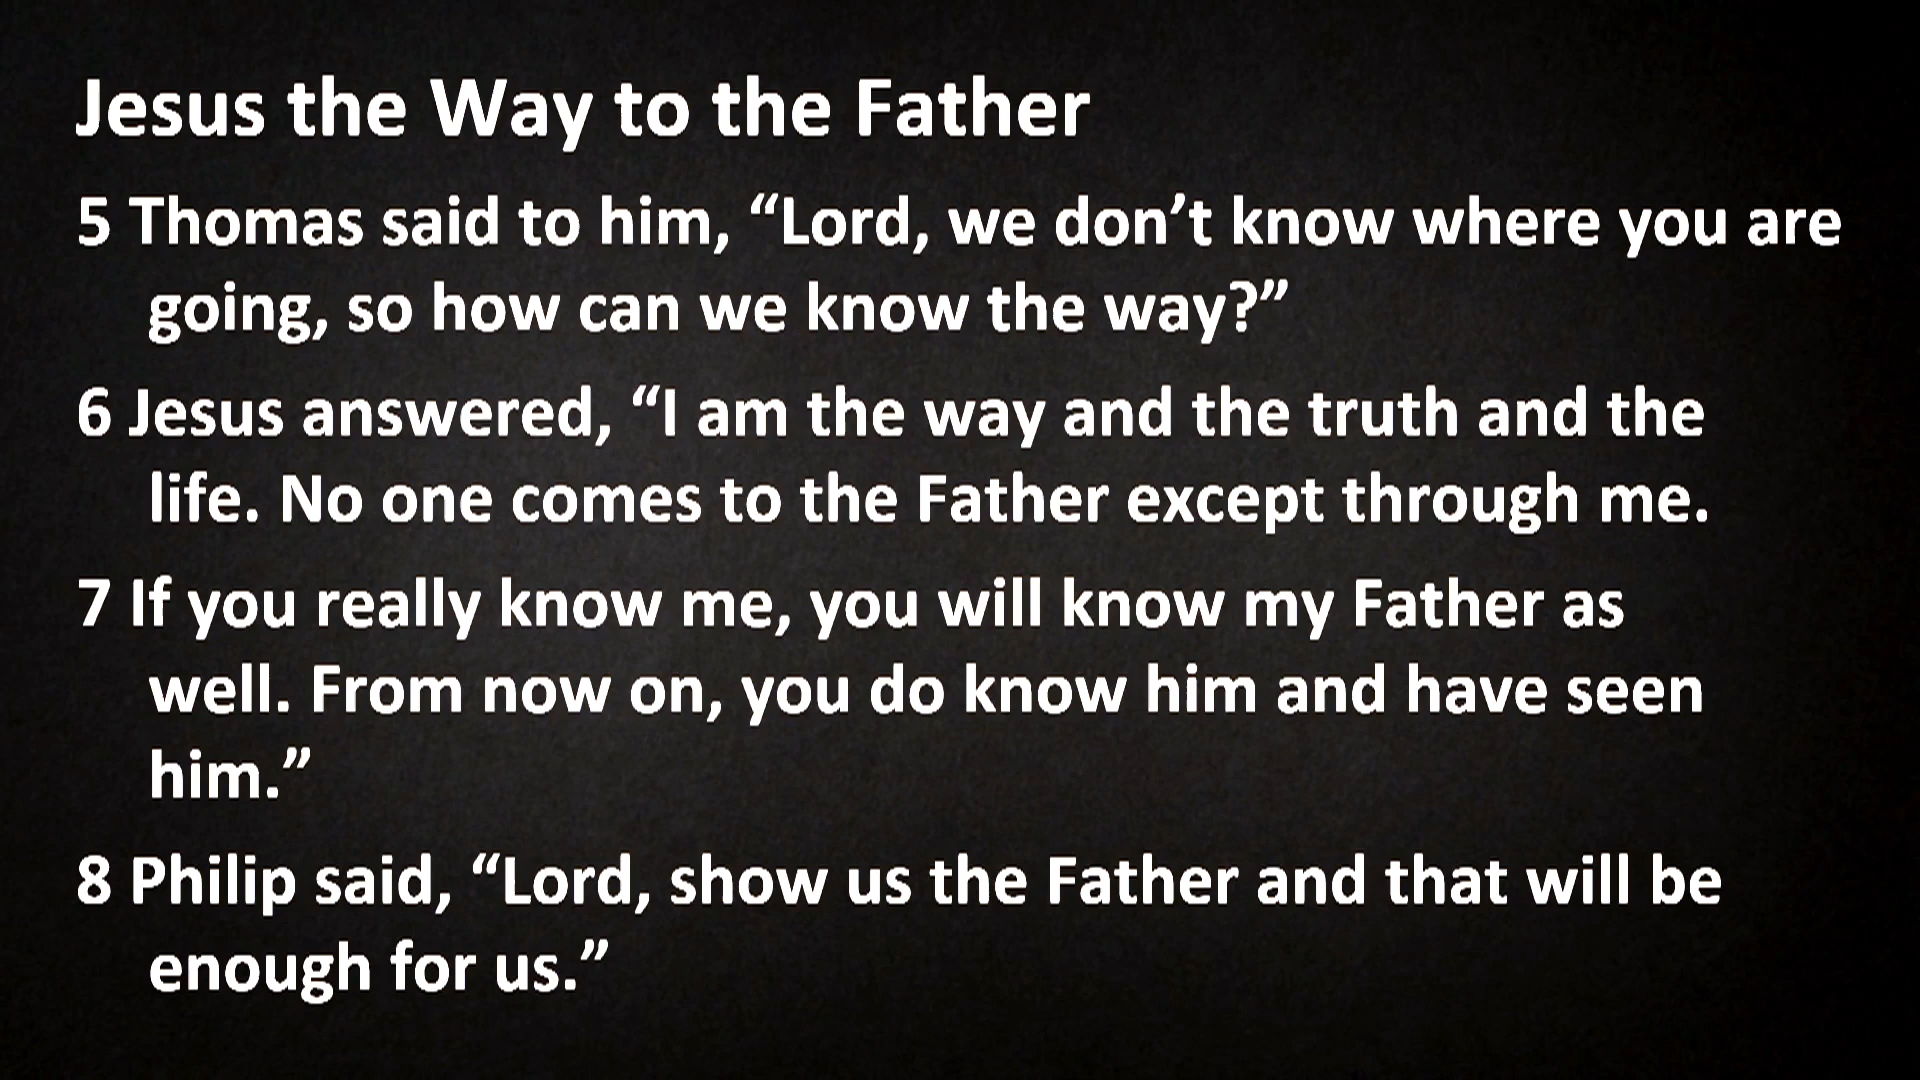 Jesus the Way to the Father
5 Thomas said to him, “Lord, we don’t know where you are
going, so how can we know the way?”
6 Jesus answered, “I am the way and the truth and the
life. No one comes to the Father except through me.
7 If you really know me, you will know my Father as
well. From now on, you do know him and have seen
him.”
8 Philip said, “Lord, show us the Father and that will be
enough for us.”